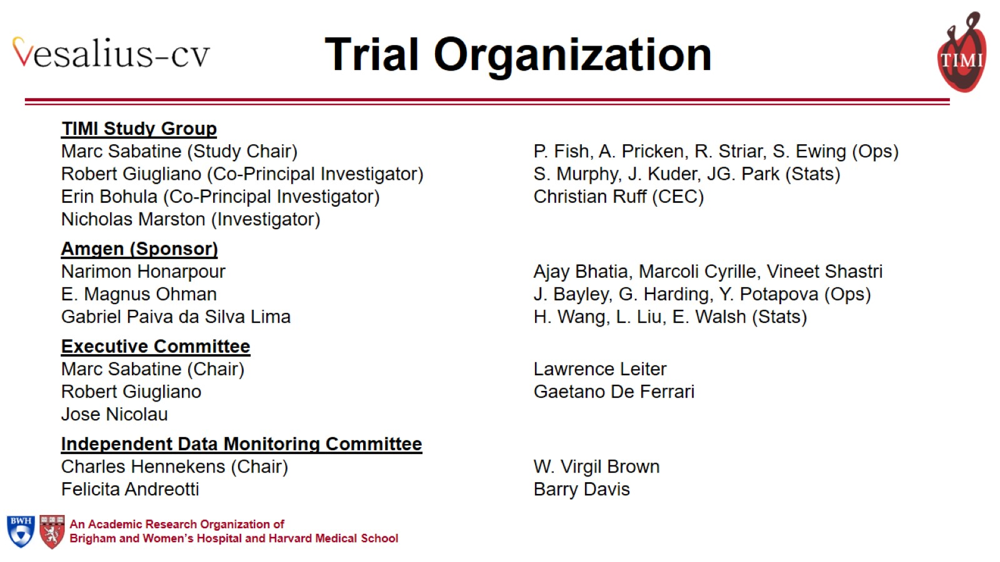 vesalius-cv
Trial Organization
TIMI
TIMI Study Group
Marc Sabatine (Study Chair)
Robert Giugliano (Co-Principal Investigator)
Erin Bohula (Co-Principal Investigator)
Nicholas Marston (Investigator)
P. Fish, A. Pricken, R. Striar, S. Ewing (Ops)
S. Murphy, J. Kuder, JG. Park (Stats)
Christian Ruff (CEC)
Amgen (Sponsor)
Narimon Honarpour
E. Magnus Ohman
Gabriel Paiva da Silva Lima
Ajay Bhatia, Marcoli Cyrille, Vineet Shastri
J. Bayley, G. Harding, Y. Potapova (Ops)
H. Wang, L. Liu, E. Walsh (Stats)
Executive Committee
Marc Sabatine (Chair)
Robert Giugliano
Jose Nicolau
Lawrence Leiter
Gaetano De Ferrari
Independent Data Monitoring Committee
Charles Hennekens (Chair)
Felicita Andreotti
W. Virgil Brown
Barry Davis
BWH
An Academic Research Organization of
Brigham and Women's Hospital and Harvard Medical School